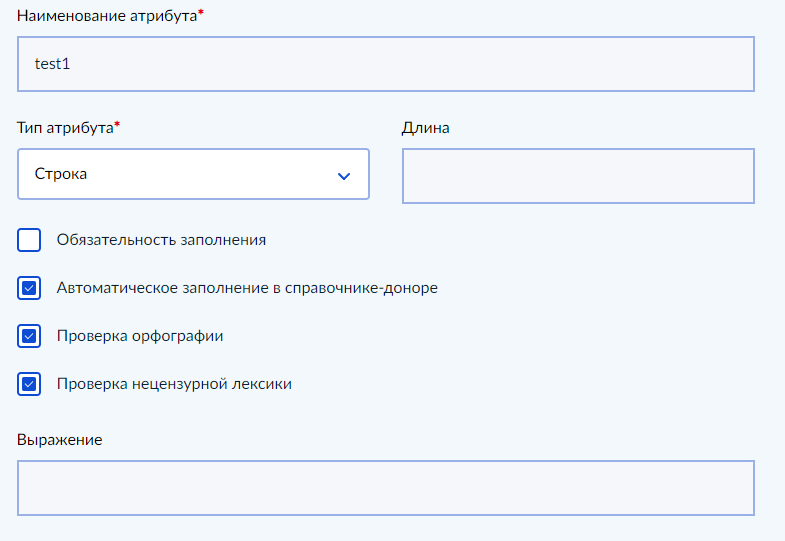 Наименование атрибута*
test1
Тип атрибута*
Длина
Строка
Обязательность заполнения
Автоматическое заполнение в справочнике-доноре
Проверка орфографии
Проверка нецензурной лексики
Выражение